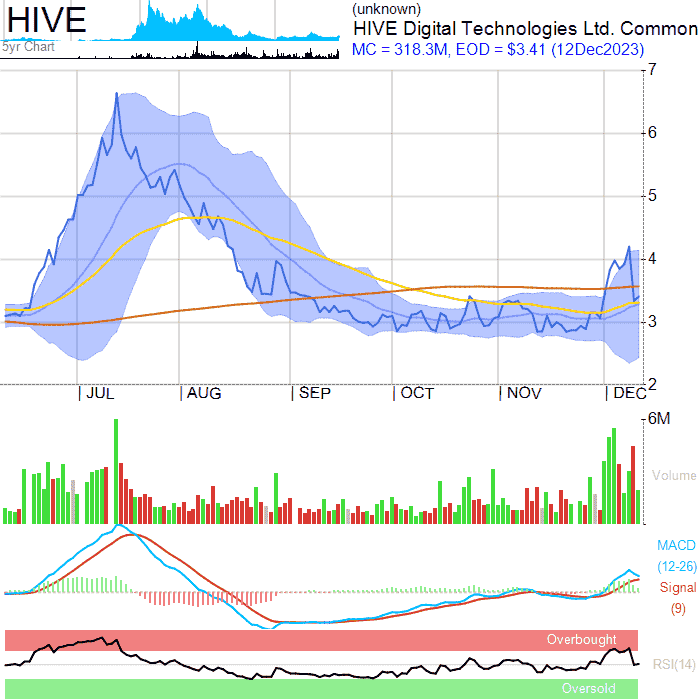 HIVE
5yr Chart
(unknown)
HIVE Digital Technologies Ltd. Common
MC = 318.3M, EOD = $3.41 (12Dec2023)
7
6
5
4
3
2
JUL
AUG
SEP
OCT
NOV
DEC
6M
Volume
MACD
(12-26)
Signal
(9)
Overbought
RSI(14)
Oversold